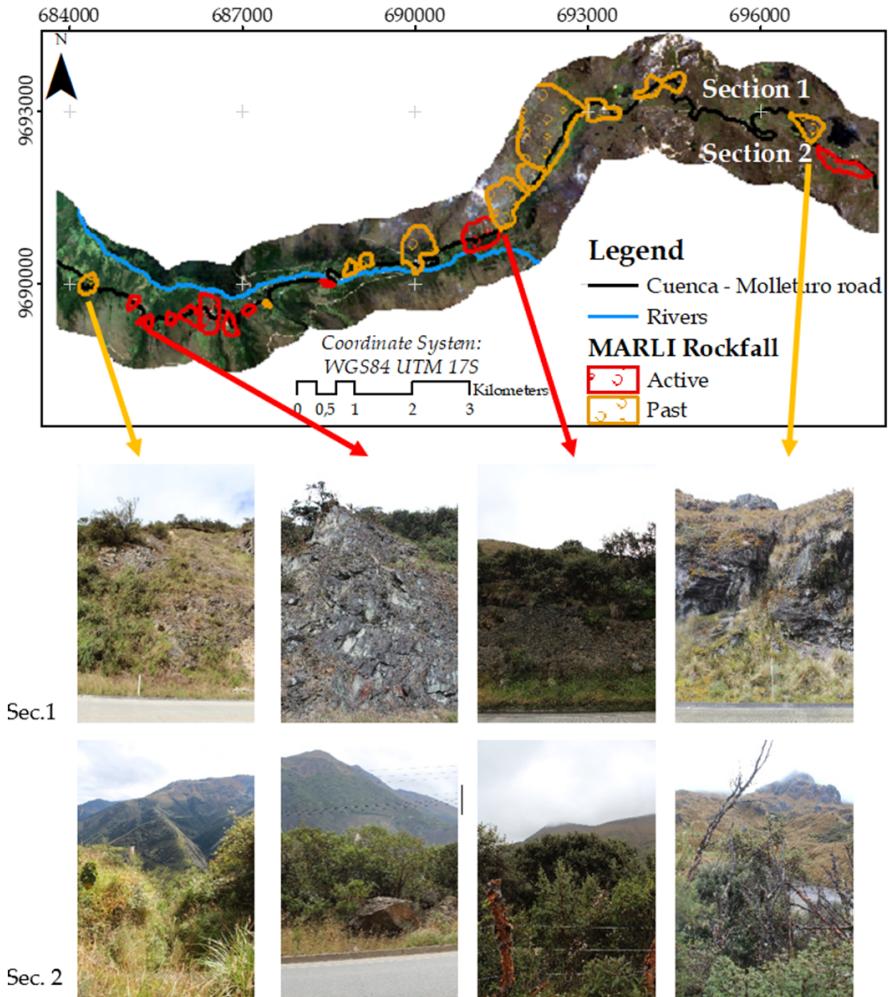 684000
687000
690000
693000
696000
N
9693000
9690000
Section 1
Section 2
Legend
Cuenca - Molleturo road
Rivers
MARLI Rockfall
Active
Past
Coordinate System:
WGS84 UTM 17S
Kilometers
0 0,5 1 2 3
Sec.1
Sec. 2